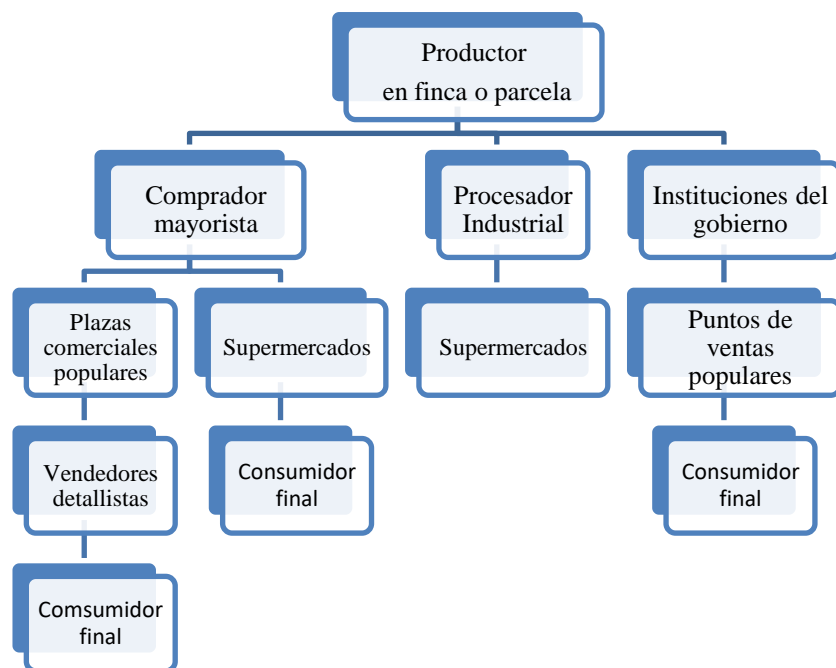 Productor
en finca o parcela
Comprador
mayorista
Procesador
Industrial
Instituciones del
gobierno
Plazas
comerciales
populares
Supermercados
Supermercados
Puntos de
ventas
populares
Vendedores
detallistas
Consumidor
final
Consumidor
final
Comsumidor
final